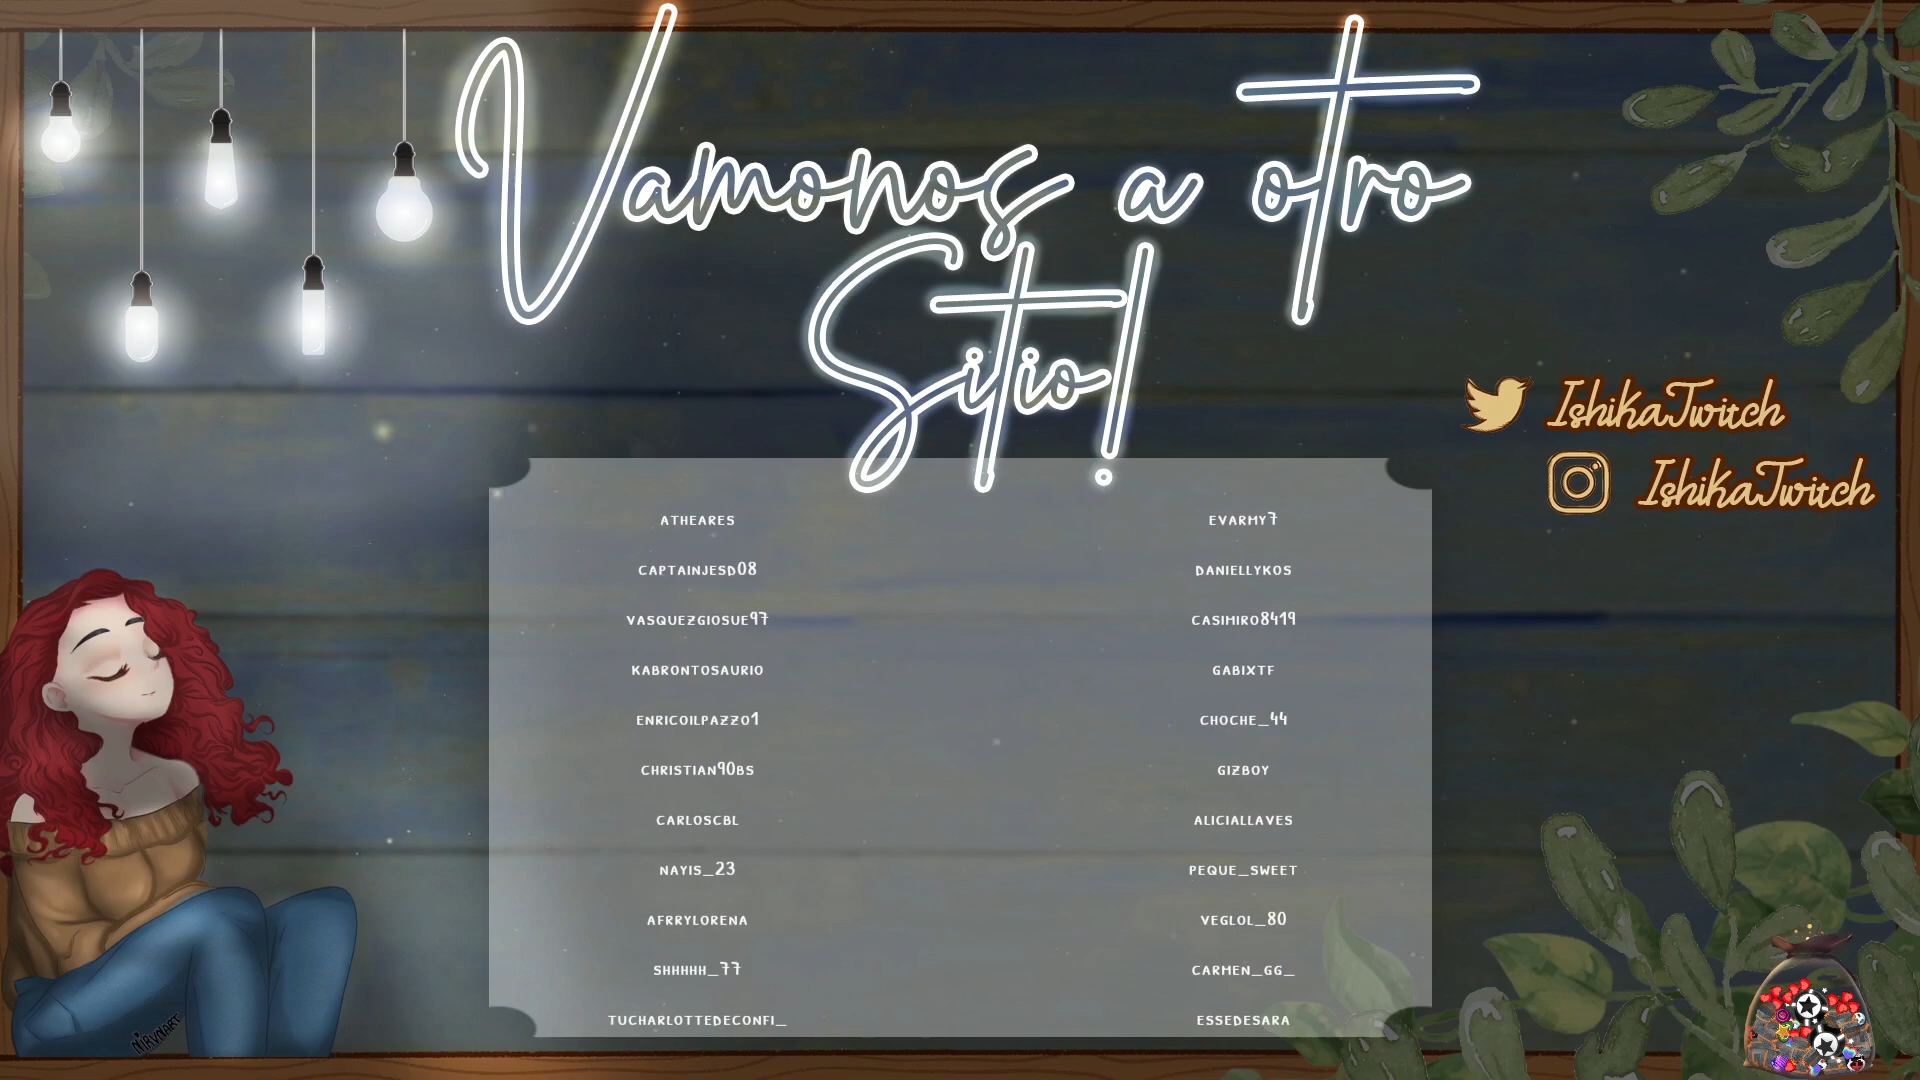 Vamonos a otro
Sitio!
IshikaTwitch
IshikaTwitch
ATHEARES EVARMY7
CAPTAINJESD08 DANIELLYKOS
VASQUEZGIOSUE97 CASIMIRO8419
KABRONTOSAURIO GABIXTF
ENRICOILPAZZO1 CHOCHE_44
CHRISTIAN90BS GIZBOY
CARLOSCBL ALICIALLAVES
NAYIS_23 PEQUE_SWEET
AFRRYLORENA VEGLOL_80
SHHHHH_77 CARMEN_GG_
TUCHARLOTTEDECONFI_ ESSEDESARA
NIRVNART